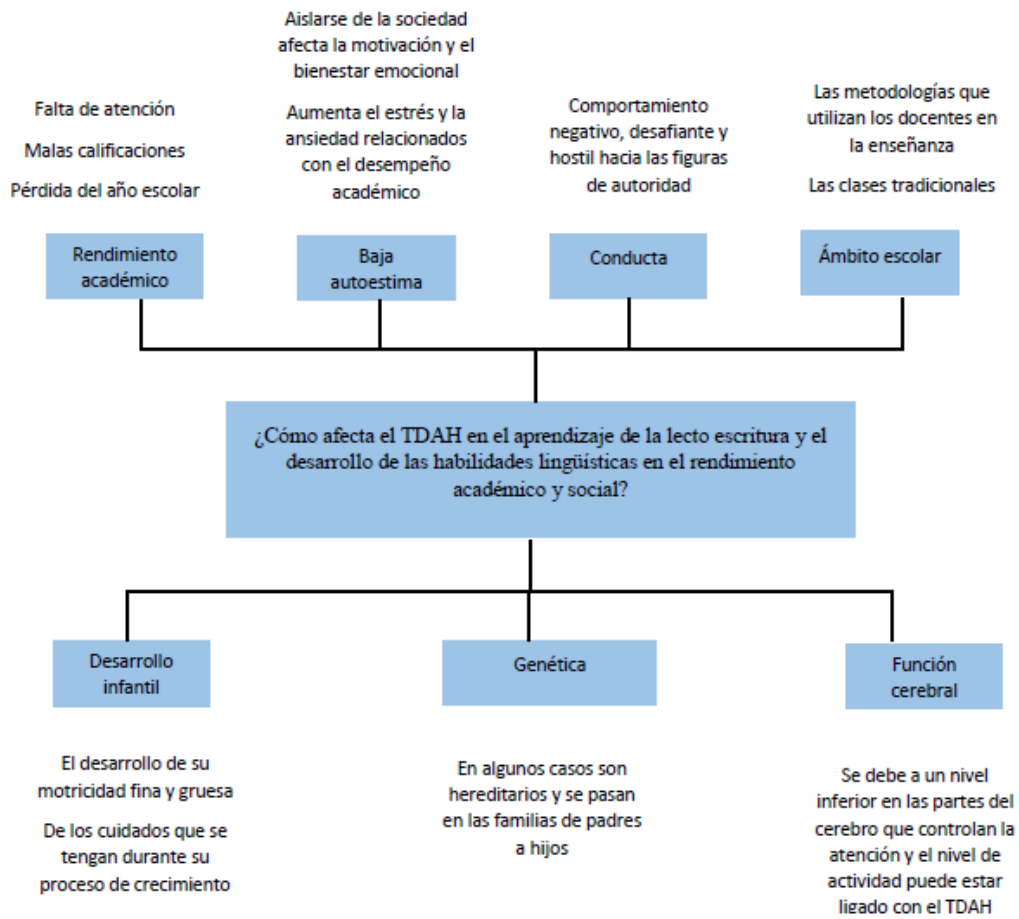 Falta de atención
Malas calificaciones
Pérdida del año escolar
Aislarse de la sociedad
afecta la motivación y el
bienestar emocional
Aumenta el estrés y la
ansiedad relacionados
con el desempeño
académico
Comportamiento
negativo, desafiante y
hostil hacia las figuras
de autoridad
Las metodologías que
utilizan los docentes en
la enseñanza
Las clases tradicionales
Rendimiento
académico
Baja
autoestima
Conducta
Ámbito escolar
¿Cómo afecta el TDAH en el aprendizaje de la lecto escritura y el
desarrollo de las habilidades lingüísticas en el rendimiento
académico y social?
Desarrollo
infantil
Genética
Función
cerebral
El desarrollo de su
motricidad fina y gruesa
De los cuidados que se
tengan durante su
proceso de crecimiento
En algunos casos son
hereditarios y se pasan
en las familias de padres
a hijos
Se debe a un nivel
inferior en las partes del
cerebro que controlan la
atención y el nivel de
actividad puede estar
ligado con el TDAH